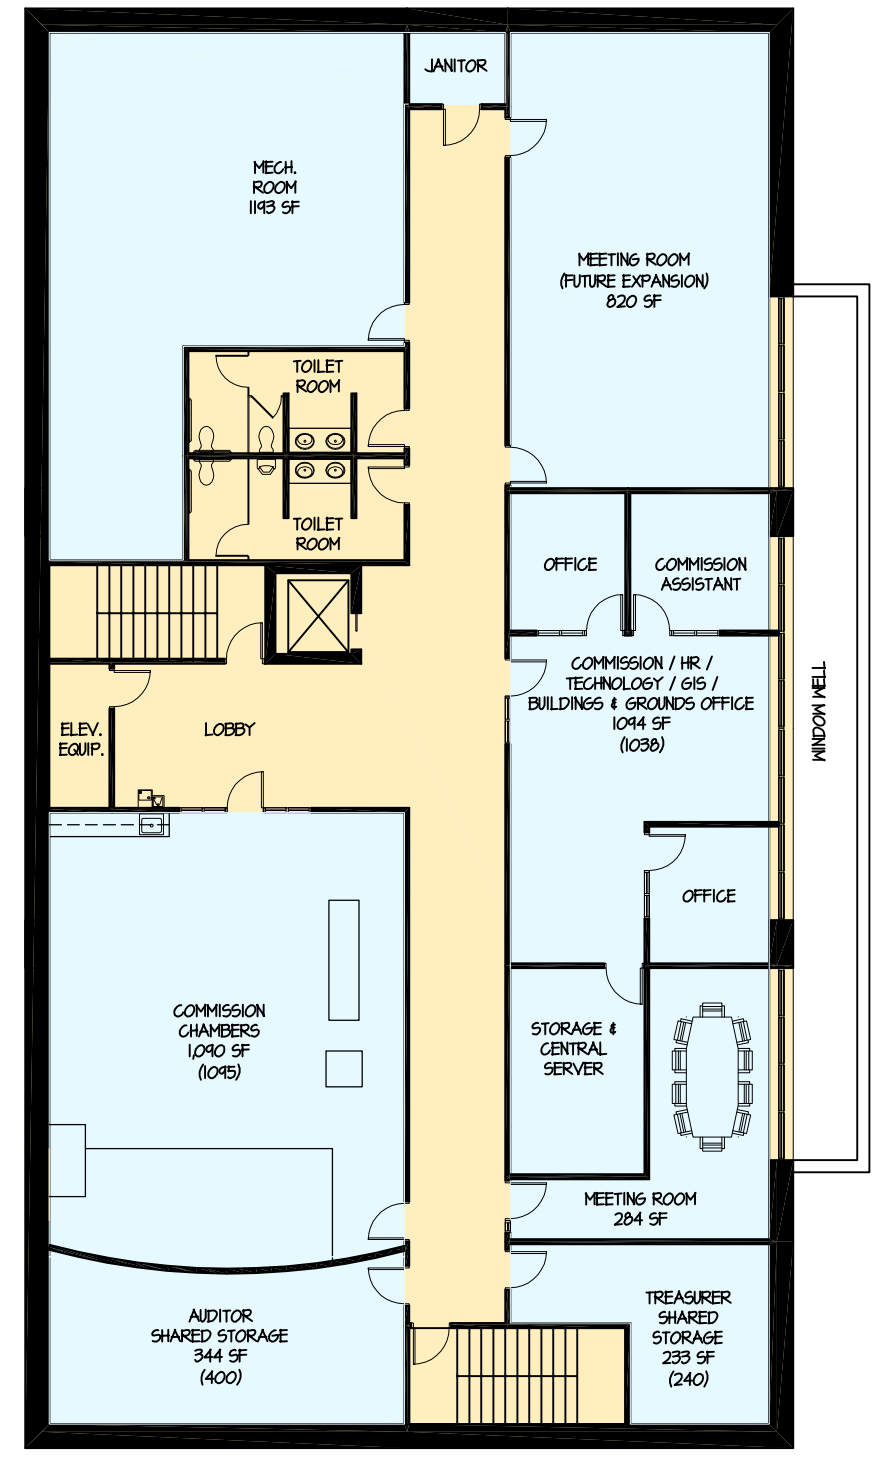 JANITOR
MECH.
ROOM
1193 SF
MEETING ROOM
(FUTURE EXPANSION)
820 SF
TOILET
ROOM
TOILET
ROOM
OFFICE
COMMISSION
ASSISTANT
COMMISSION / HR /
TECHNOLOGY / GIS /
BUILDINGS & GROUNDS OFFICE
1094 SF
(1038)
WINDOW WELL
ELEV.
EQUIP.
LOBBY
OFFICE
COMMISSION
CHAMBERS
1,090 SF
(1095)
STORAGE &
CENTRAL
SERVER
MEETING ROOM
284 SF
AUDITOR
SHARED STORAGE
344 SF
(400)
TREASURER
SHARED
STORAGE
233 SF
(240)